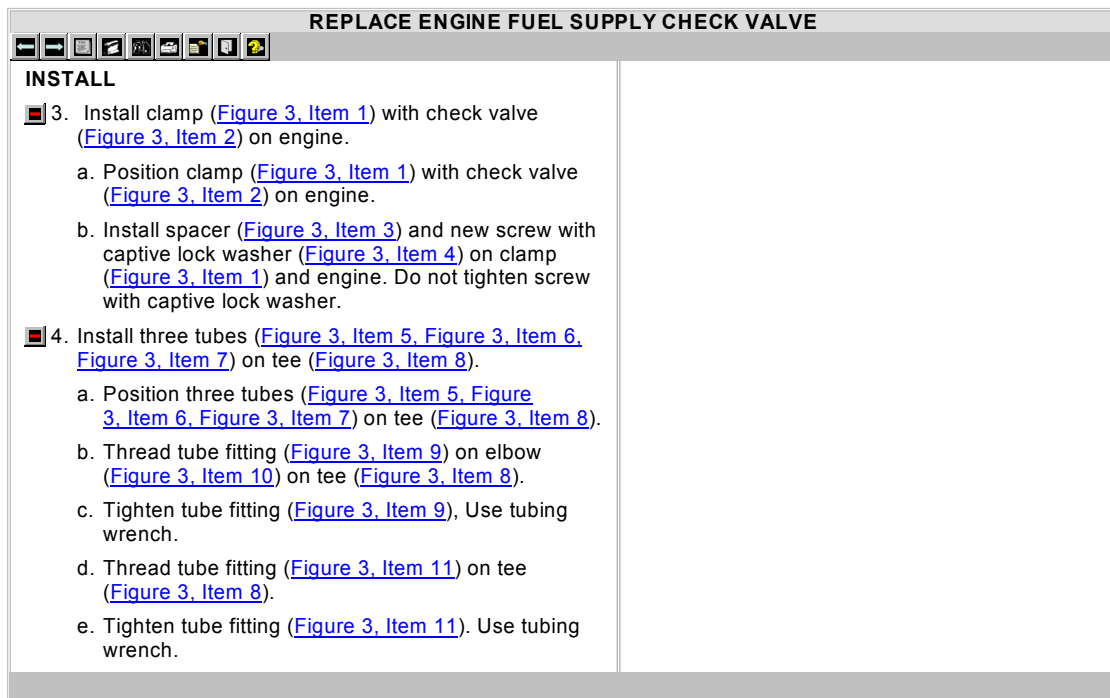 REPLACE ENGINE FUEL SUPPLY CHECK VALVE
INSTALL
3. Install clamp (Figure 3, Item 1) with check valve
(Figure 3, Item 2) on engine.
a. Position clamp (Figure 3, Item 1) with check valve
(Figure 3, Item 2) on engine.
b. Install spacer (Figure 3, Item 3) and new screw with
captive lock washer (Figure 3, Item 4) on clamp
(Figure 3, Item 1) and engine. Do not tighten screw
with captive lock washer.
4. Install three tubes (Figure 3, Item 5, Figure 3, Item 6,
Figure 3, Item 7) on tee (Figure 3, Item 8).
a. Position three tubes (Figure 3, Item 5, Figure
3, Item 6, Figure 3, Item 7) on tee (Figure 3, Item 8).
b. Thread tube fitting (Figure 3, Item 9) on elbow
(Figure 3, Item 10) on tee (Figure 3, Item 8).
c. Tighten tube fitting (Figure 3, Item 9), Use tubing
wrench.
d. Thread tube fitting (Figure 3, Item 11) on tee
(Figure 3, Item 8).
e. Tighten tube fitting (Figure 3, Item 11). Use tubing
wrench.